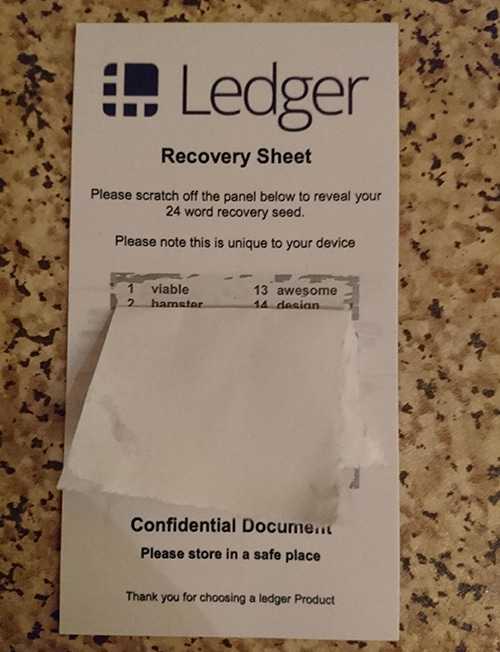 Ledger
Recovery Sheet
Please scratch off the panel below to reveal your
24 word recovery seed.
Please note this is unique to your device
1 viable 13 awesome
2 hamster 14 design
Confidential Document
Please store in a safe place
Thank you for choosing a ledger Product